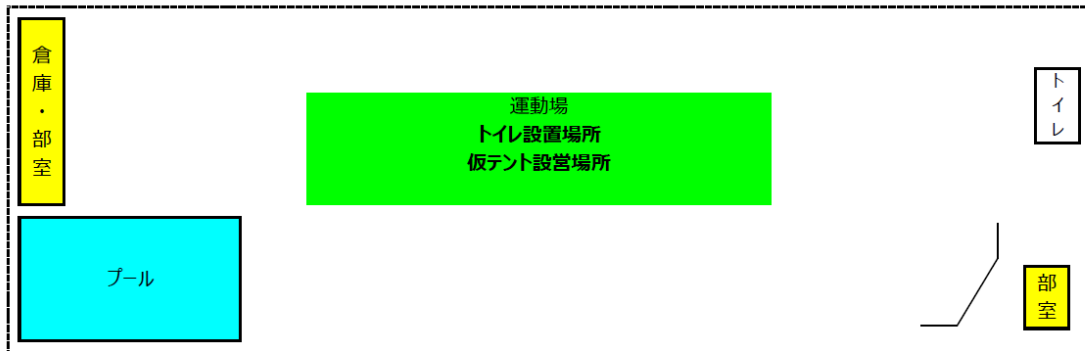 倉庫・部室
運動場
トイレ設置場所
仮テント設営場所
トイレ
プール
部室